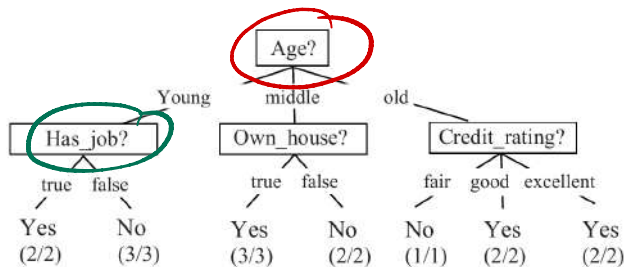 Age?
Young middle old
Has_job? Own_house? Credit_rating?
true false true false fair good excellent
Yes No Yes No No Yes Yes
(2/2) (3/3) (3/3) (2/2) (1/1) (2/2) (2/2)